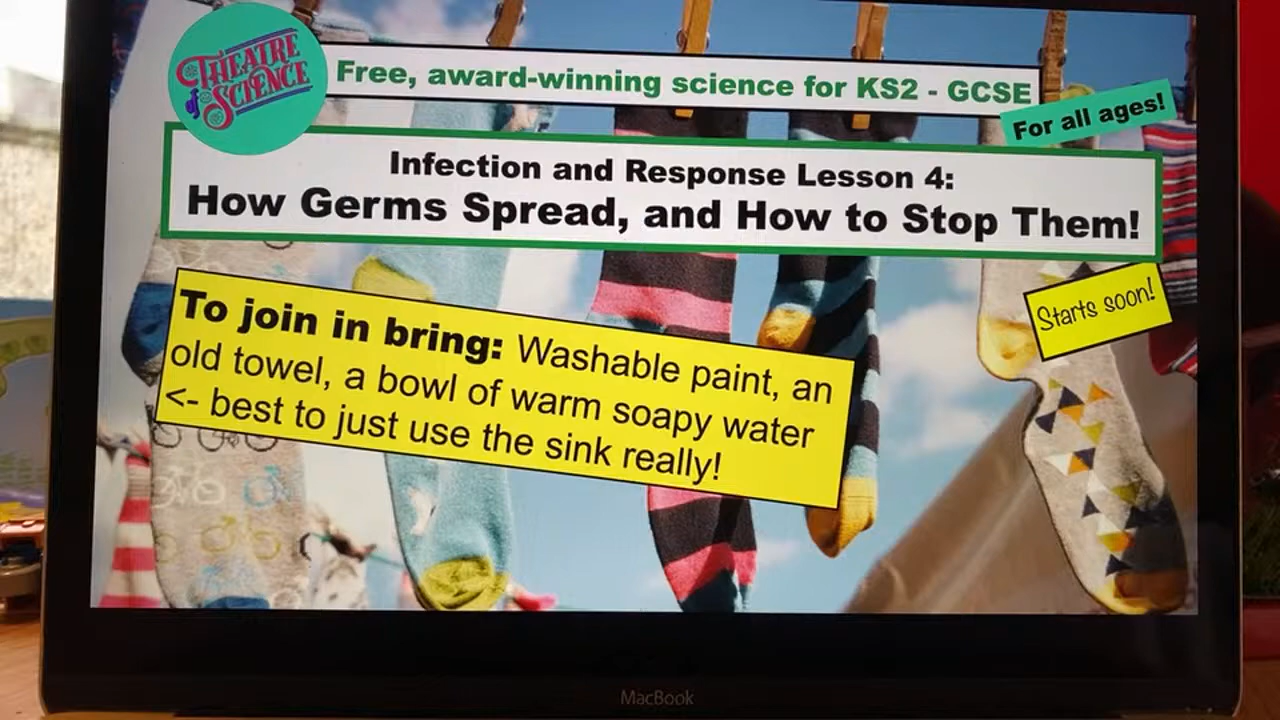 THEATRE
of SCIENCE
Free, award-winning science for KS2 - GCSE
For all ages!
Infection and Response Lesson 4:
How Germs Spread, and How to Stop Them!
Starts soon!
To join in bring: Washable paint, an
old towel, a bowl of warm soapy water
<- best to just use the sink really!
MacBook